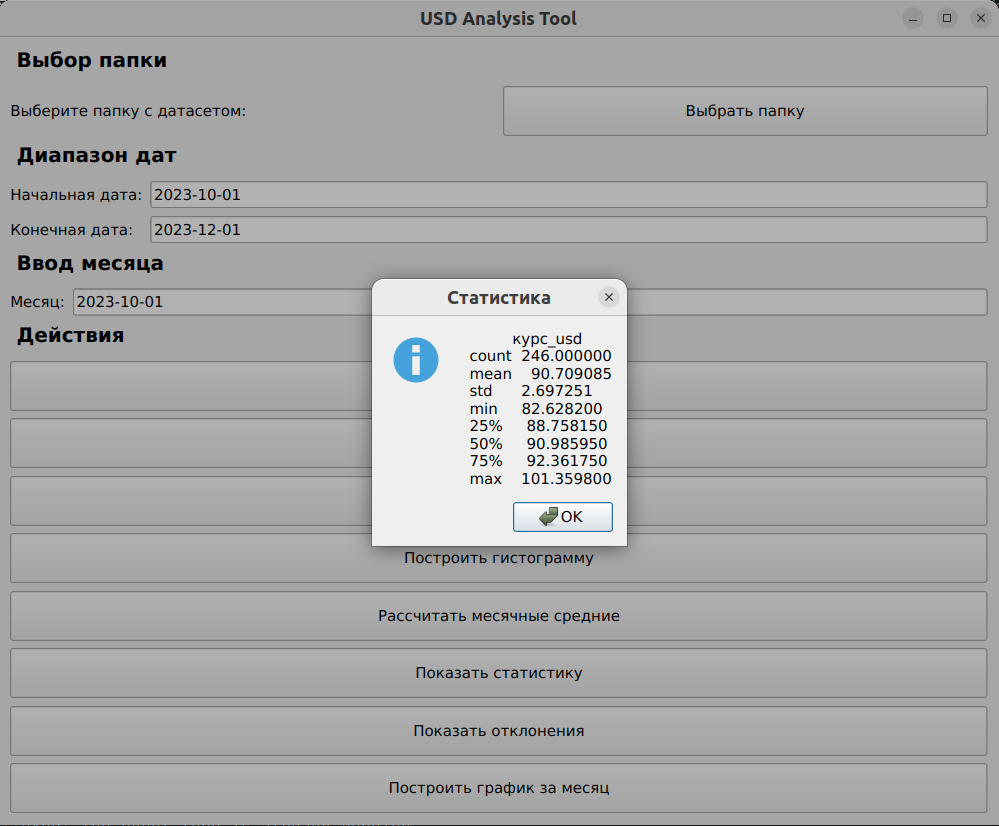 USD Analysis Tool
Выбор папки
Выберите папку с датасетом:
Выбрать папку
Диапазон дат
Начальная дата: 2023-10-01
Конечная дата: 2023-12-01
Ввод месяца
Месяц: 2023-10-01
Действия
Статистика
курс_usd
count 246.000000
mean 90.709085
std 2.697251
min 82.628200
25% 88.758150
50% 90.985950
75% 92.361750
max 101.359800
OK
Построить гистограмму
Рассчитать месячные средние
Показать статистику
Показать отклонения
Построить график за месяц